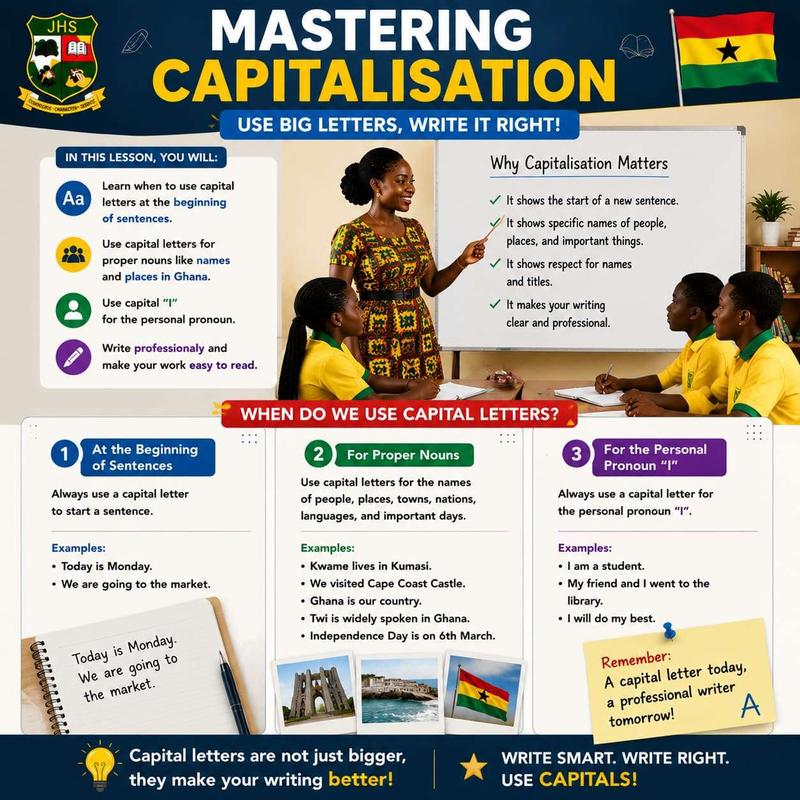 JHS
MASTERING
CAPITALISATION
USE BIG LETTERS, WRITE IT RIGHT!
IN THIS LESSON, YOU WILL:
Aa
Learn when to use capital
letters at the beginning
of sentences.
Use capital letters for
proper nouns like names
and places in Ghana.
Use capital “I”
for the personal pronoun.
Write professionaly and
make your work easy to read.
Why Capitalisation Matters
✓ It shows the start of a new sentence.
✓ It shows specific names of people,
places, and important things.
✓ It shows respect for names
and titles.
✓ It makes your writing
clear and professional.
WHEN DO WE USE CAPITAL LETTERS?
1 At the Beginning
of Sentences
Always use a capital letter
to start a sentence.
Examples:
• Today is Monday.
• We are going to the market.
Today is Monday.
We are going to
the market.
2 For Proper Nouns
Use capital letters for the names
of people, places, towns, nations,
languages, and important days.
Examples:
• Kwame lives in Kumasi.
• We visited Cape Coast Castle.
• Ghana is our country.
• Twi is widely spoken in Ghana.
• Independence Day is on 6th March.
3 For the Personal
Pronoun “I”
Always use a capital letter for
the personal pronoun “I”.
Examples:
• I am a student.
• My friend and I went to the
library.
• I will do my best.
Remember:
A capital letter today,
a professional writer
tomorrow!
A
Capital letters are not just bigger,
they make your writing better!
WRITE SMART. WRITE RIGHT.
USE CAPITALS!